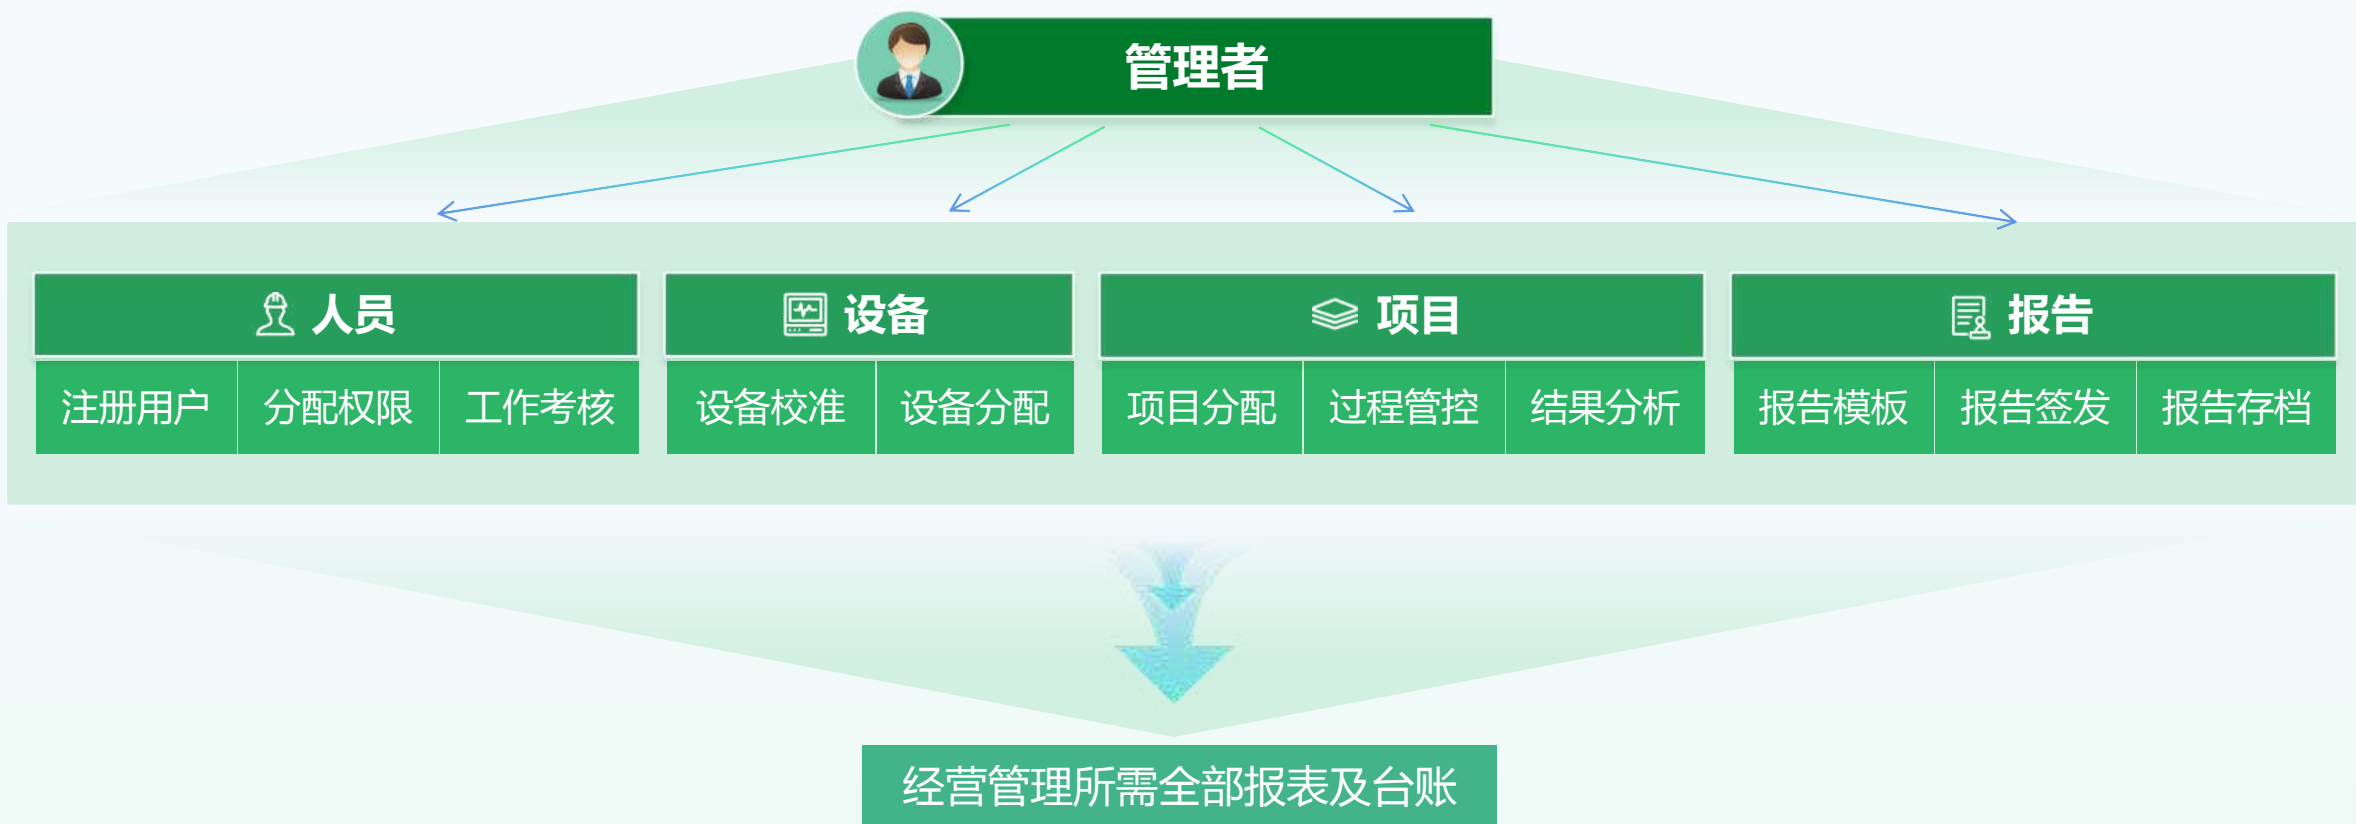 管理者
人员
设备
项目
报告
注册用户
分配权限
工作考核
设备校准
设备分配
项目分配
过程管控
结果分析
报告模板
报告签发
报告存档
经营管理所需全部报表及台账